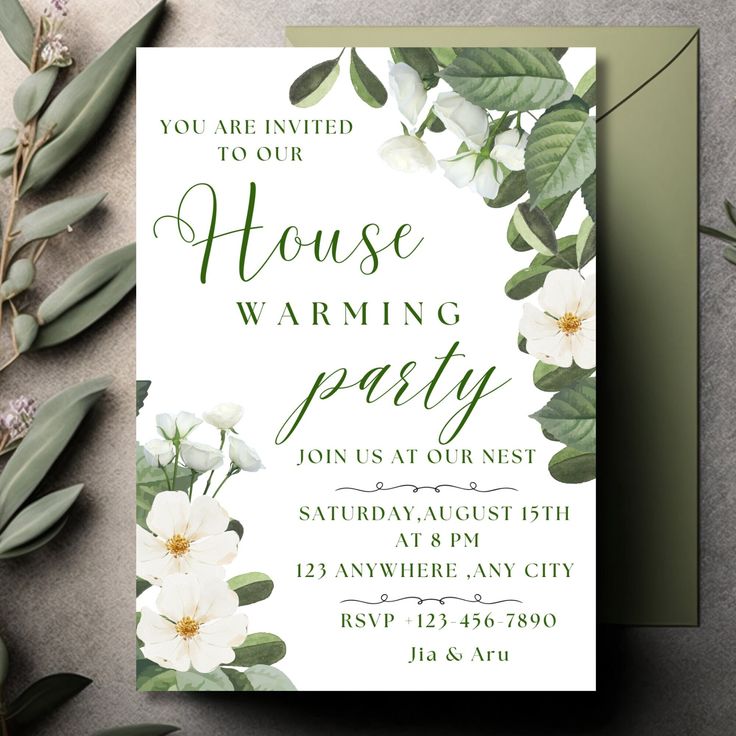 YOU ARE INVITED
TO OUR
House
WARMING
party
JOIN US AT OUR NEST
SATURDAY,AUGUST 15TH
AT 8 PM
123 ANYWHERE ,ANY CITY
RSVP +123-456-7890
Jia & Aru